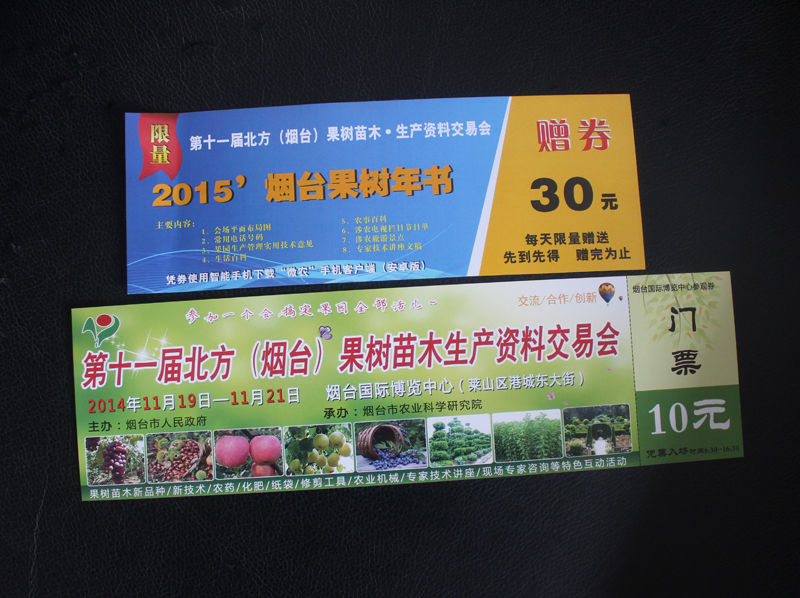 限量
第十一届北方（烟台）果树苗木·生产资料交易会
2015’烟台果树年书
主要内容：
1、会场平面布局图
2、常用电话号码
3、果园生产管理实用技术意见
4、生活百科
5、农事百科
6、涉农电视栏目节目单
7、涉农旅游景点
8、专家技术讲座文稿
凭券使用智能手机下载“微农”手机客户端（安卓版）
赠券
30元
每天限量赠送
先到先得 赠完为止
参加一个会 搞定果园全部活儿
交流/合作/创新
第十一届北方（烟台）果树苗木生产资料交易会
2014年11月19日—11月21日
烟台国际博览中心（莱山区港城东大街）
主办：烟台市人民政府
承办：烟台市农业科学研究院
果树苗木新品种/新技术/农药/化肥/纸袋/修剪工具/农业机械/专家技术讲座/现场专家咨询等特色互动活动
烟台国际博览中心参观券
门票
10元
凭票入场 时间8:30-16:30